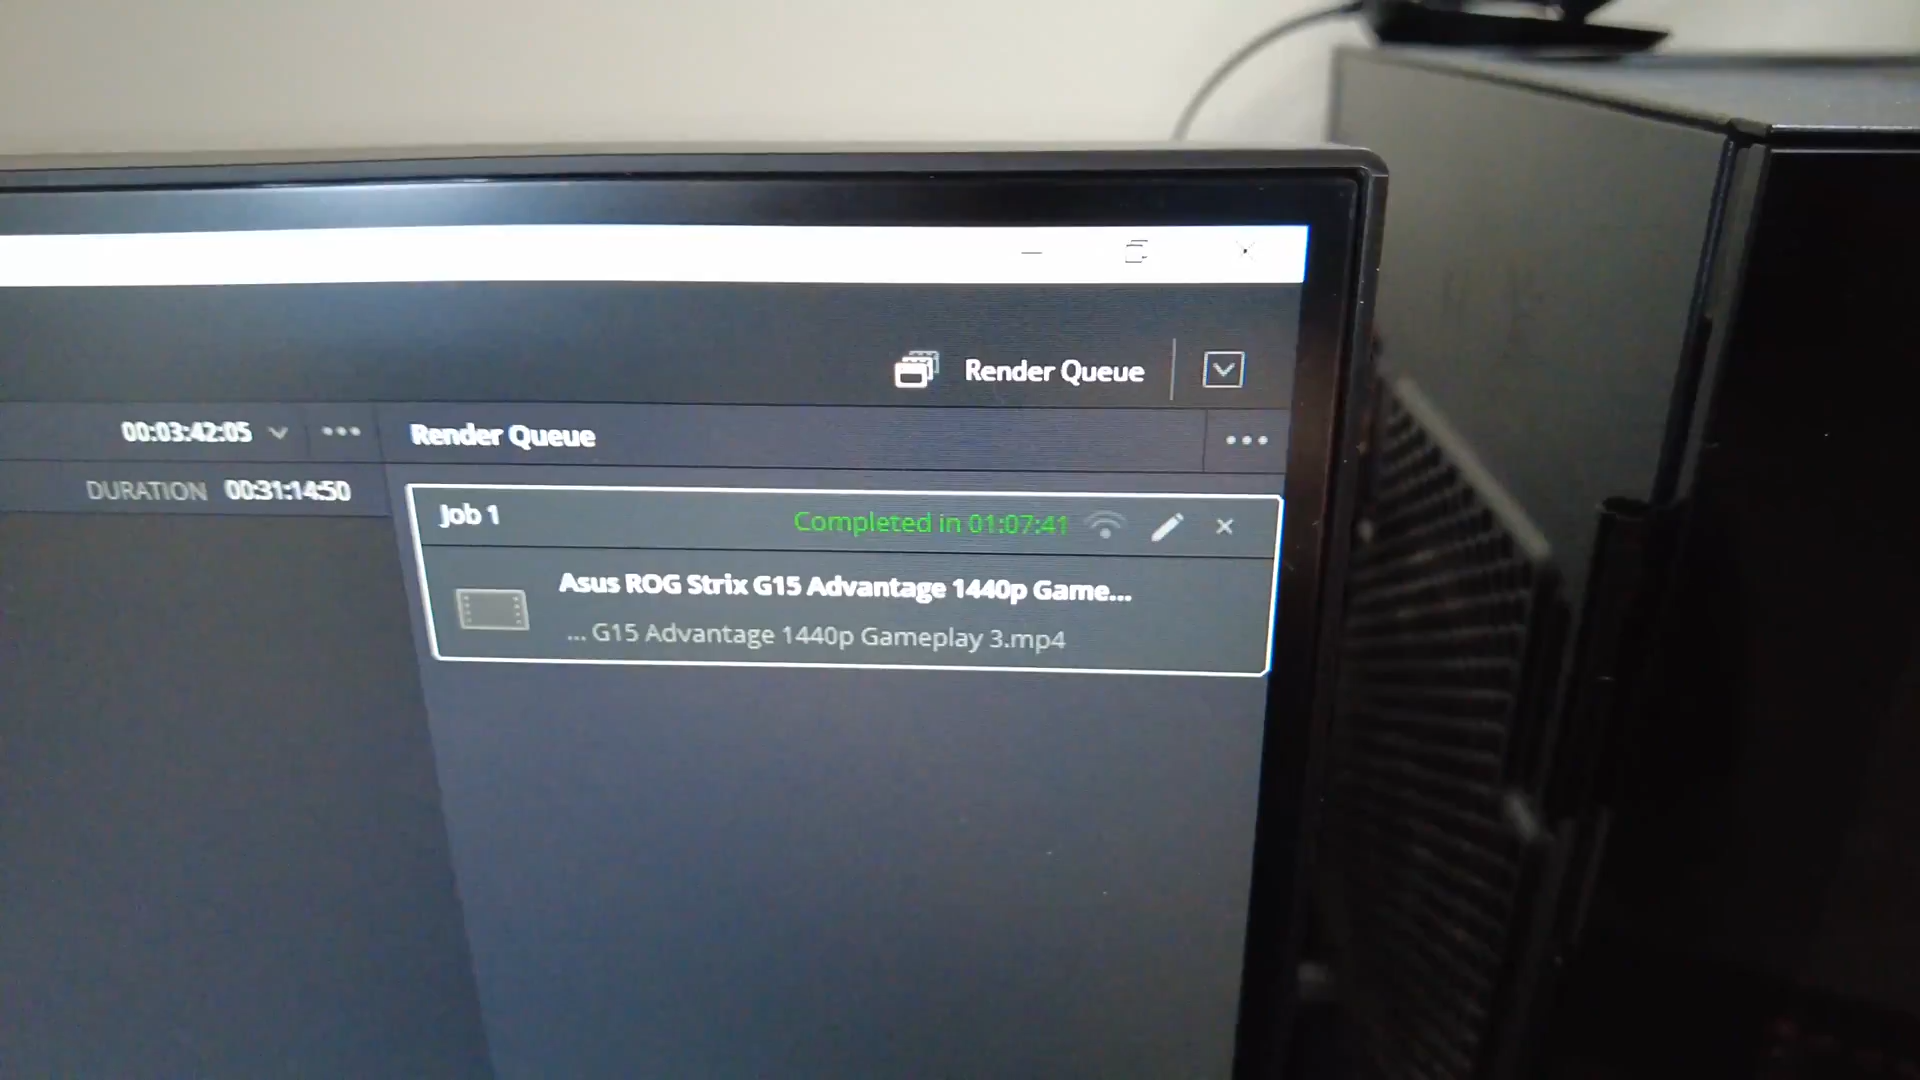 Render Queue
00:03:42:05
Render Queue
DURATION 00:31:14:50
Job 1
Completed in 01:07:41
Asus ROG Strix G15 Advantage 1440p Game...
... G15 Advantage 1440p Gameplay 3.mp4